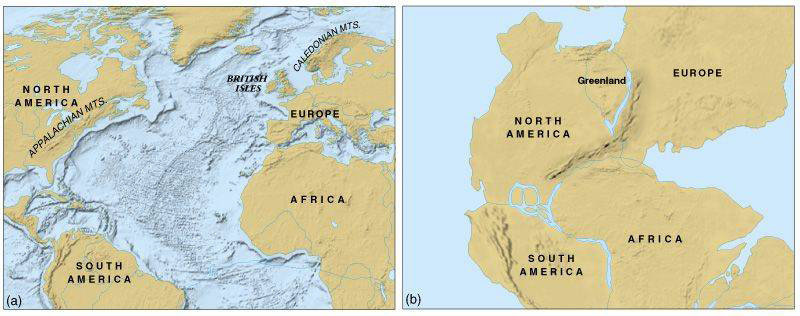 CALEDONIAN MTS.
BRITISH
ISLES
NORTH
AMERICA
APPALACHIAN MTS.
EUROPE
AFRICA
SOUTH
AMERICA
(a)
Greenland
EUROPE
NORTH
AMERICA
AFRICA
SOUTH
AMERICA
(b)